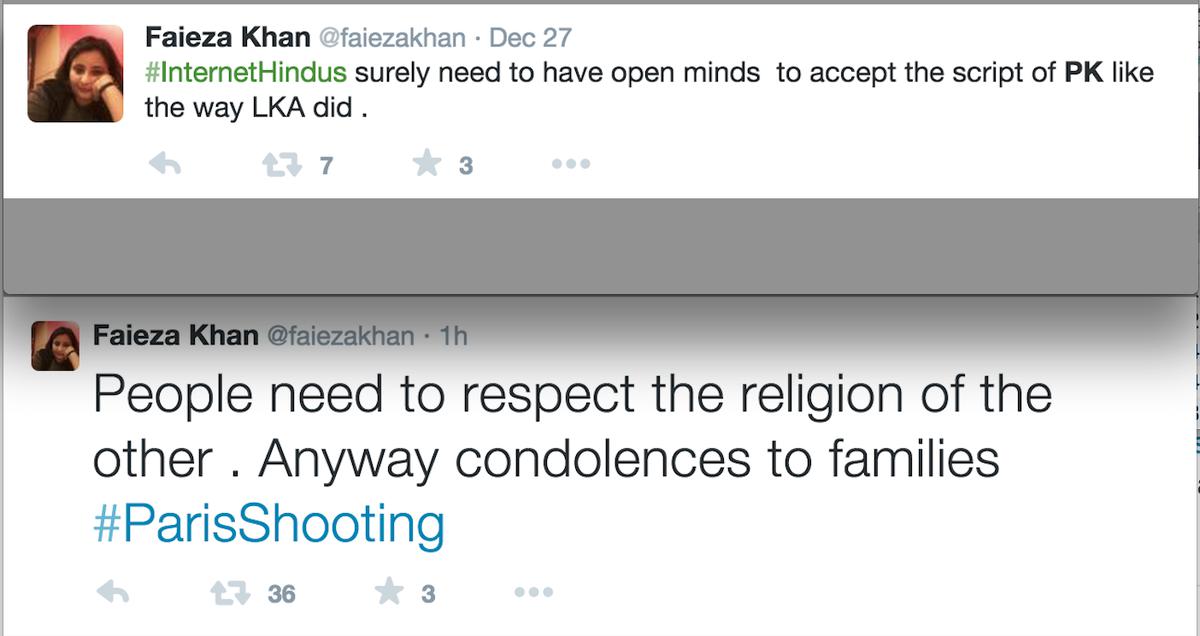 Faieza Khan @faiezakhan · Dec 27
#InternetHindus surely need to have open minds  to accept the script of PK like
the way LKA did .
7 3
Faieza Khan @faiezakhan · 1h
People need to respect the religion of the
other . Anyway condolences to families
#ParisShooting
36 3